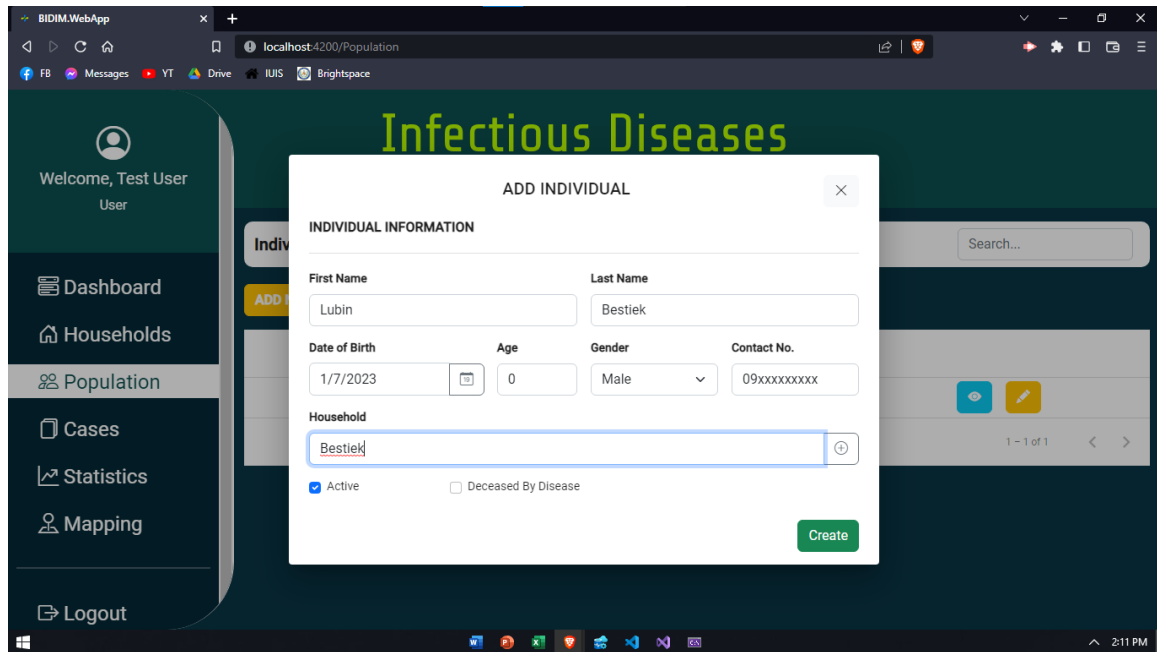 BIDIM.WebApp
localhost:4200/Population
FB Messages YT Drive IUIS Brightspace
Infectious Diseases
Welcome, Test User
User
Dashboard
Households
Population
Cases
Statistics
Mapping
Logout
Indiv
Search...
ADD
1 – 1 of 1
ADD INDIVIDUAL
INDIVIDUAL INFORMATION
First Name Last Name
Lubin Bestiek
Date of Birth Age Gender Contact No.
1/7/2023 0 Male 09xxxxxxxxx
Household
Bestiek
Active Deceased By Disease
Create
2:11 PM